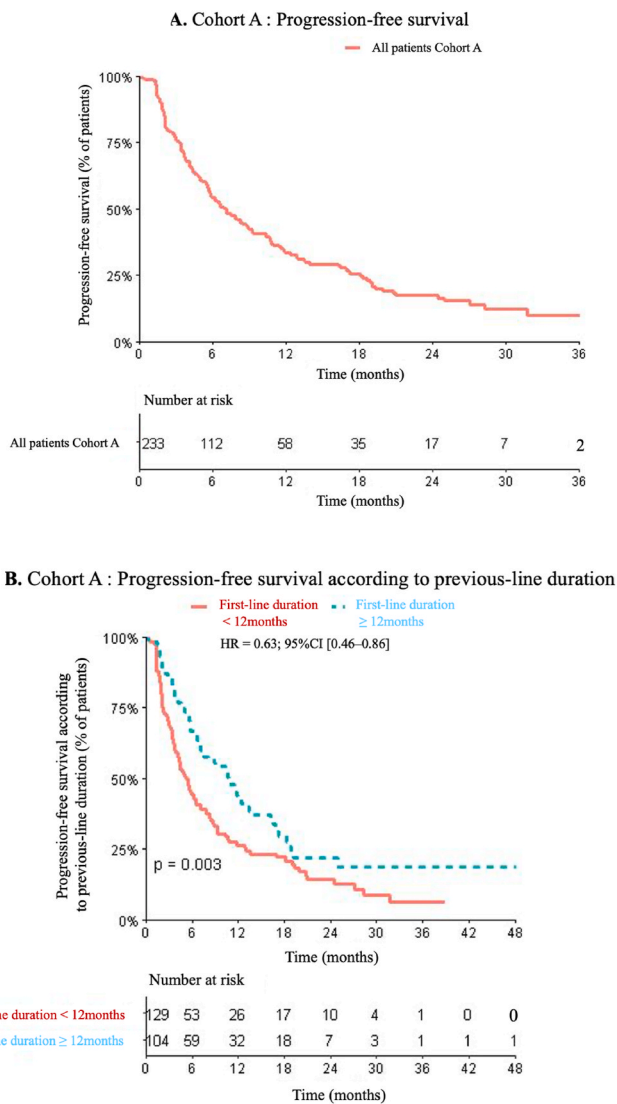 A. Cohort A : Progression-free survival
All patients Cohort A
Progression-free survival (% of patients)
100%
75%
50%
25%
0%
0 6 12 18 24 30 36
Time (months)
Number at risk
All patients Cohort A 233 112 58 35 17 7 2
0 6 12 18 24 30 36
Time (months)
B. Cohort A : Progression-free survival according to previous-line duration
First-line duration
< 12months
First-line duration
≥ 12months
HR = 0.63; 95%CI [0.46–0.86]
Progression-free survival according
to previous-line duration (% of patients)
100%
75%
50%
25%
0%
p = 0.003
0 6 12 18 24 30 36 42 48
Time (months)
Number at risk
ne duration < 12months 129 53 26 17 10 4 1 0 0
ne duration ≥ 12months 104 59 32 18 7 3 1 1 1
0 6 12 18 24 30 36 42 48
Time (months)